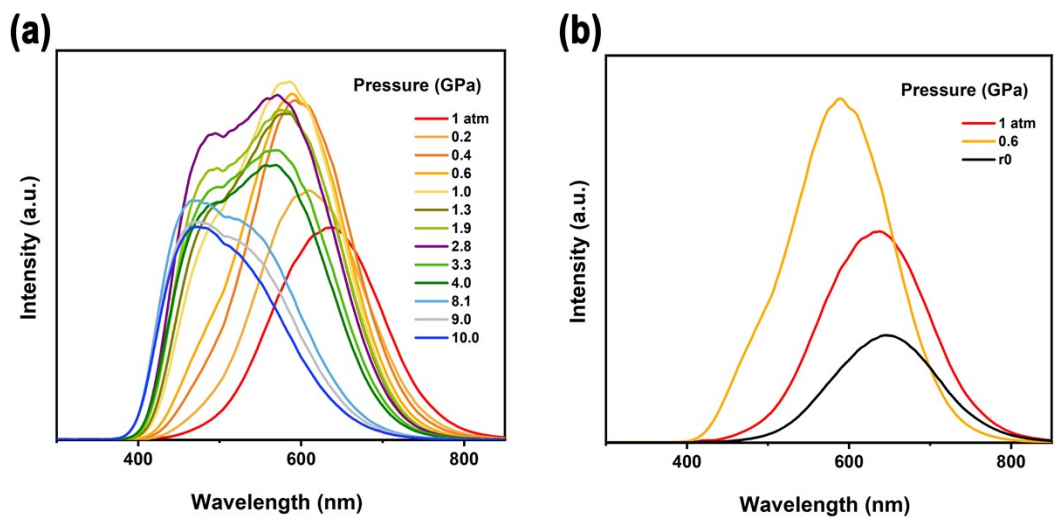 (a)
Pressure (GPa)
1 atm
0.2
0.4
0.6
1.0
1.3
1.9
2.8
3.3
4.0
8.1
9.0
10.0
Intensity (a.u.)
400
600
800
Wavelength (nm)
(b)
Pressure (GPa)
1 atm
0.6
r0
Intensity (a.u.)
400
600
800
Wavelength (nm)